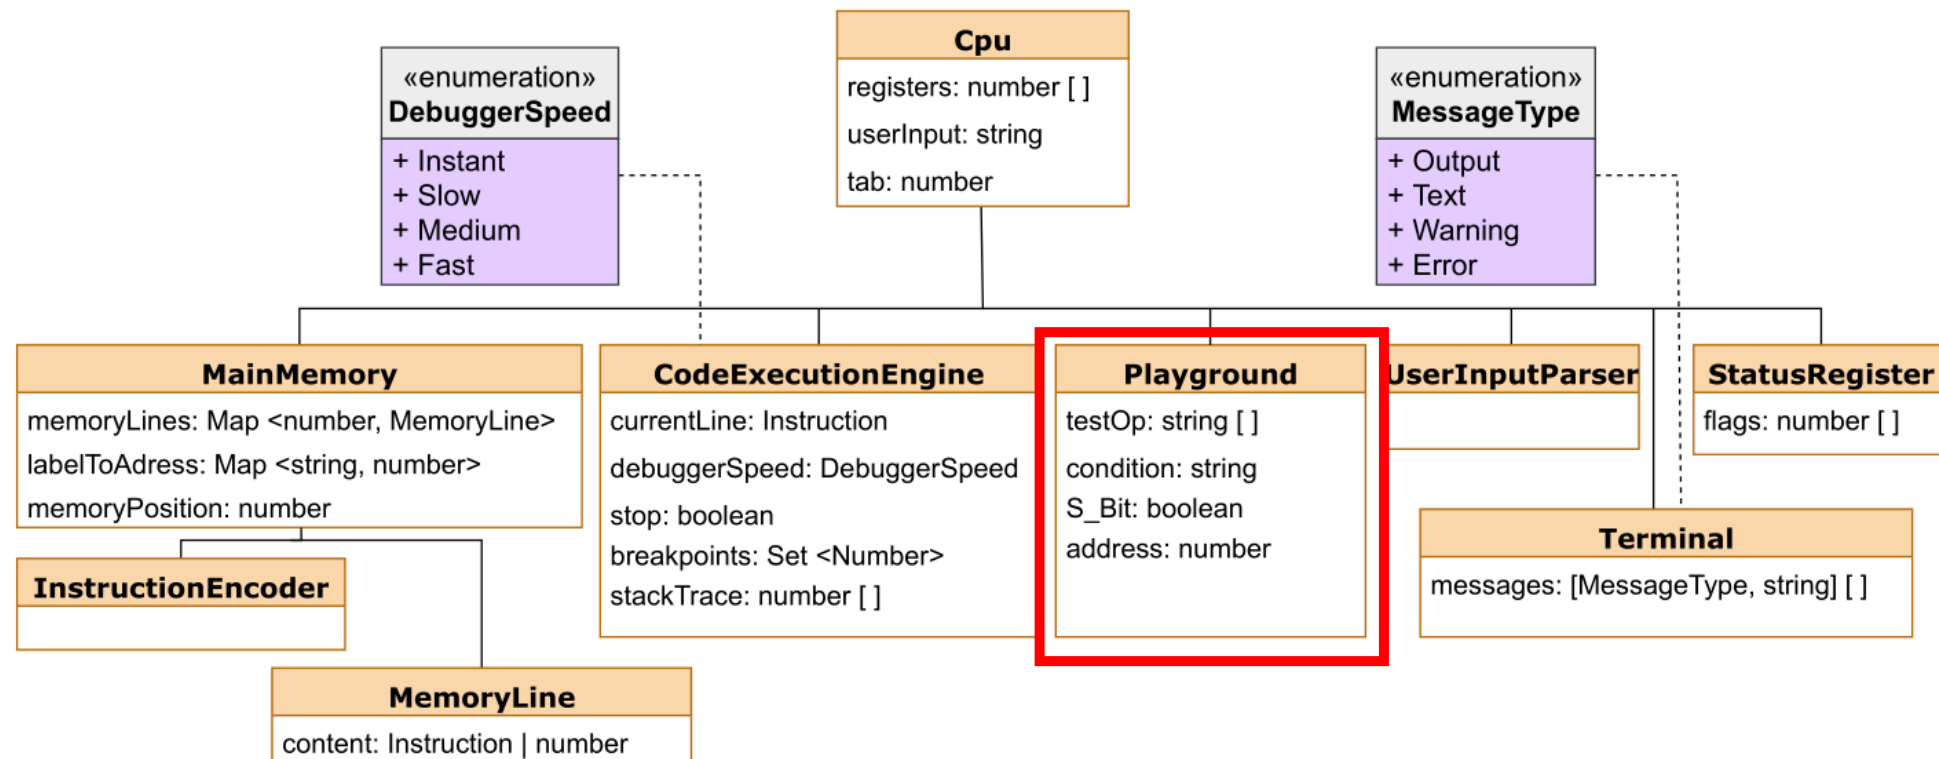 Cpu
registers: number [ ]
userInput: string
tab: number
«enumeration»
DebuggerSpeed
+ Instant
+ Slow
+ Medium
+ Fast
«enumeration»
MessageType
+ Output
+ Text
+ Warning
+ Error
MainMemory
memoryLines: Map <number, MemoryLine>
labelToAdress: Map <string, number>
memoryPosition: number
CodeExecutionEngine
currentLine: Instruction
debuggerSpeed: DebuggerSpeed
stop: boolean
breakpoints: Set <Number>
stackTrace: number [ ]
Playground
testOp: string [ ]
condition: string
S_Bit: boolean
address: number
UserInputParser
StatusRegister
flags: number [ ]
Terminal
messages: [MessageType, string] [ ]
InstructionEncoder
MemoryLine
content: Instruction | number